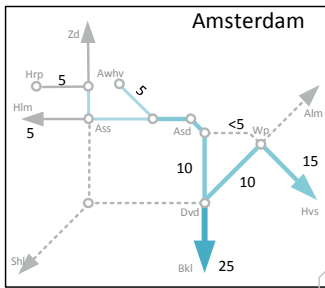 Amsterdam
Zd
Hrp
5
Awhv
5
Hlm
5
Ass
Asd
<5
Wp
Alm
10
10
15
Hvs
Dvd
Shl
Bkl
25